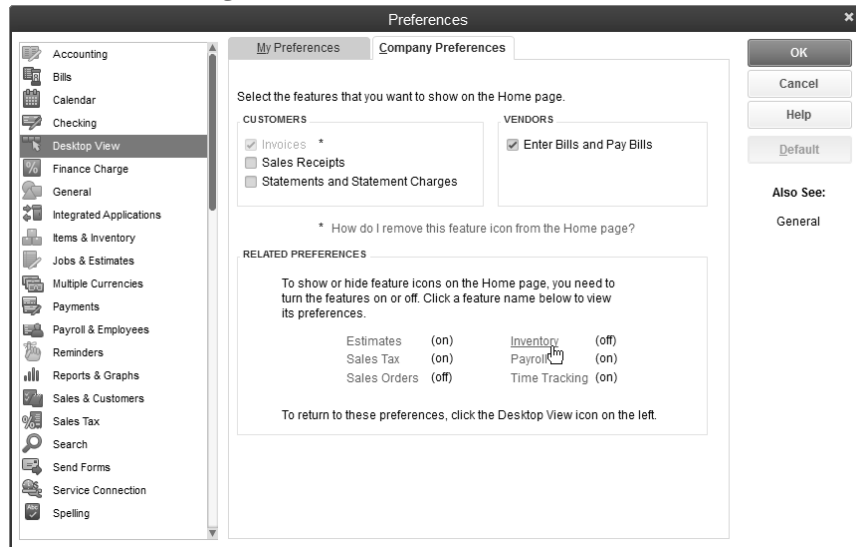 Preferences
×
Accounting
Bills
Calendar
Checking
Desktop View
Finance Charge
General
Integrated Applications
Items & Inventory
Jobs & Estimates
Multiple Currencies
Payments
Payroll & Employees
Reminders
Reports & Graphs
Sales & Customers
Sales Tax
Search
Send Forms
Service Connection
Spelling
My Preferences
Company Preferences
Select the features that you want to show on the Home page.
CUSTOMERS
Invoices *
Sales Receipts
Statements and Statement Charges
VENDORS
Enter Bills and Pay Bills
* How do I remove this feature icon from the Home page?
RELATED PREFERENCES
To show or hide feature icons on the Home page, you need to
turn the features on or off. Click a feature name below to view
its preferences.
Estimates (on) Inventory (off)
Sales Tax (on) Payroll (on)
Sales Orders (off) Time Tracking (on)
To return to these preferences, click the Desktop View icon on the left.
OK
Cancel
Help
Default
Also See:
General